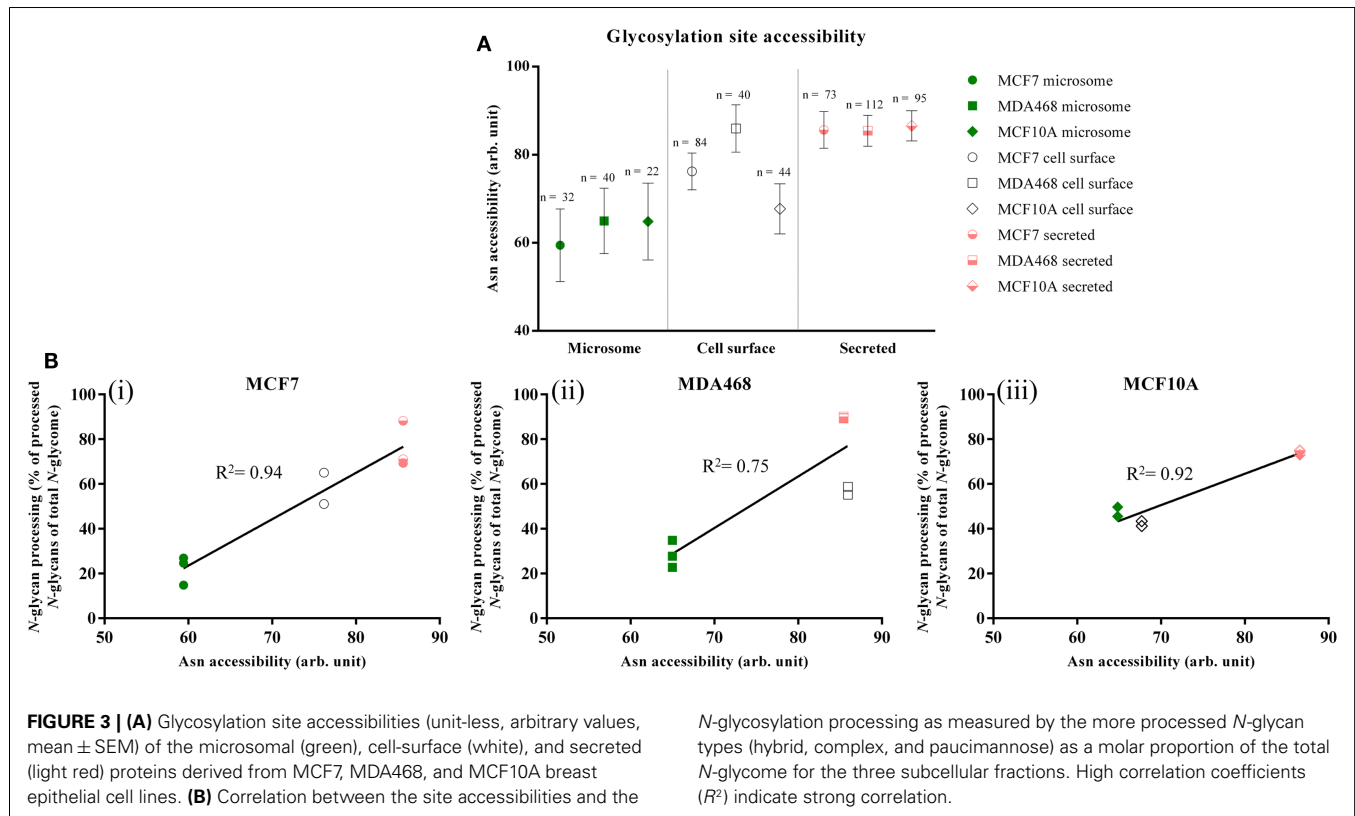 A
Glycosylation site accessibility
Asn accessibility (arb. unit)
100
80
60
40
n = 32
n = 40
n = 22
n = 84
n = 40
n = 44
n = 73
n = 112
n = 95
Microsome
Cell surface
Secreted
MCF7 microsome
MDA468 microsome
MCF10A microsome
MCF7 cell surface
MDA468 cell surface
MCF10A cell surface
MCF7 secreted
MDA468 secreted
MCF10A secreted
B
(i)
MCF7
N-glycan processing (% of processed
N-glycans of total N-glycome)
100
80
60
40
20
0
R²= 0.94
50 60 70 80 90
Asn accessibility (arb. unit)
(ii)
MDA468
N-glycan processing (% of processed
N-glycans of total N-glycome)
100
80
60
40
20
0
R²= 0.75
50 60 70 80 90
Asn accessibility (arb. unit)
(iii)
MCF10A
N-glycan processing (% of processed
N-glycans of total N-glycome)
100
80
60
40
20
0
R²= 0.92
50 60 70 80 90
Asn accessibility (arb. unit)
FIGURE 3 | (A) Glycosylation site accessibilities (unit-less, arbitrary values,
mean ± SEM) of the microsomal (green), cell-surface (white), and secreted
(light red) proteins derived from MCF7, MDA468, and MCF10A breast
epithelial cell lines. (B) Correlation between the site accessibilities and the
N-glycosylation processing as measured by the more processed N-glycan
types (hybrid, complex, and paucimannose) as a molar proportion of the total
N-glycome for the three subcellular fractions. High correlation coefficients
(R²) indicate strong correlation.